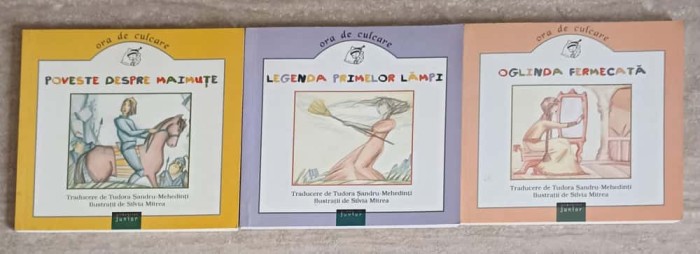 ora de culcare
POVESTE DESPRE MAIMUȚE
Traducere de Tudora Șandru-Mehedinți
Ilustrații de Silvia Mitrea
Junior
ora de culcare
LEGENDA PRIMELOR LĂMPI
Traducere de Tudora Șandru-Mehedinți
Ilustrații de Silvia Mitrea
Junior
ora de culcare
OGLINDA FERMECATĂ
Traducere de Tudora Șandru-Mehedinți
Ilustrații de Silvia Mitrea
Junior